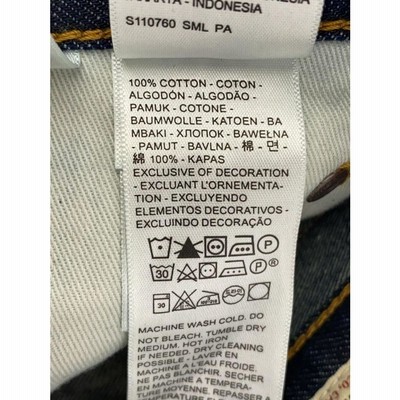 - INDONESIA
S110760 SML PA
100% COTTON - COTON -
ALGODÓN - ALGODÃO -
PAMUK - COTONE -
BAUMWOLLE - KATOEN - BA
MBAKI - ХЛОПОК - BAWEŁNA
- PAMUT - BAVLNA - 棉 - 면 -
綿 100% - KAPAS
EXCLUSIVE OF DECORATION
- EXCLUANT L'ORNEMENTA-
TION - EXCLUYENDO
ELEMENTOS DECORATIVOS -
EXCLUINDO DECORAÇÃO
P
30 P
30
MACHINE WASH COLD. DO
NOT BLEACH. TUMBLE DRY
MEDIUM. HOT IRON
IF NEEDED. DRY CLEANING
POSSIBLE - LAVER EN
MACHINE A L'EAU FROIDE.
NE PAS BLANCHIR. SECHER
EN MACHINE A TEMPERA-
TURE MOYENNE. REPASSER A